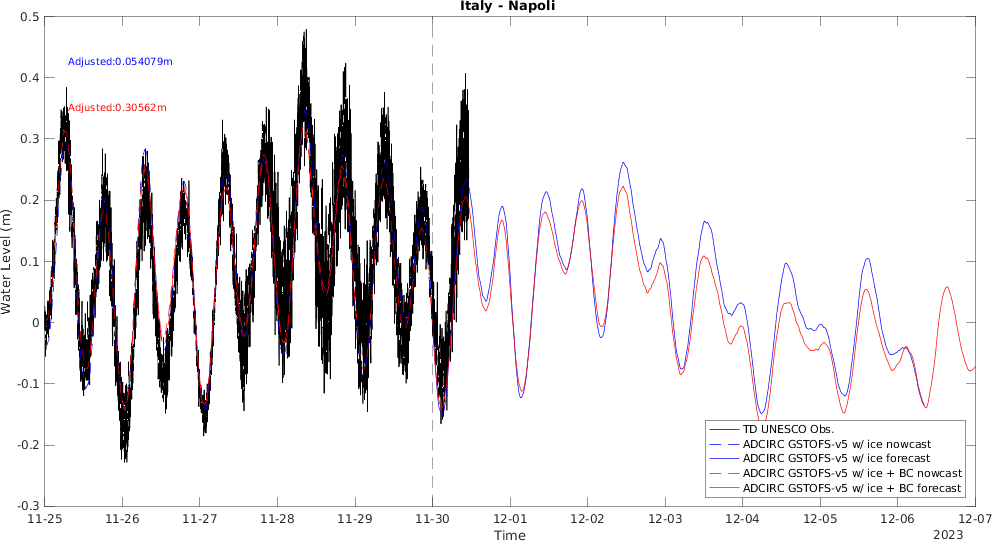 Italy - Napoli
0.5
0.4
0.3
0.2
0.1
0
-0.1
-0.2
-0.3
Water Level (m)
Adjusted:0.054079m
Adjusted:0.30562m
TD UNESCO Obs.
ADCIRC GSTOFS-v5 w/ ice nowcast
ADCIRC GSTOFS-v5 w/ ice forecast
ADCIRC GSTOFS-v5 w/ ice + BC nowcast
ADCIRC GSTOFS-v5 w/ ice + BC forecast
11-25 11-26 11-27 11-28 11-29 11-30 12-01 12-02 12-03 12-04 12-05 12-06 12-07
Time
2023